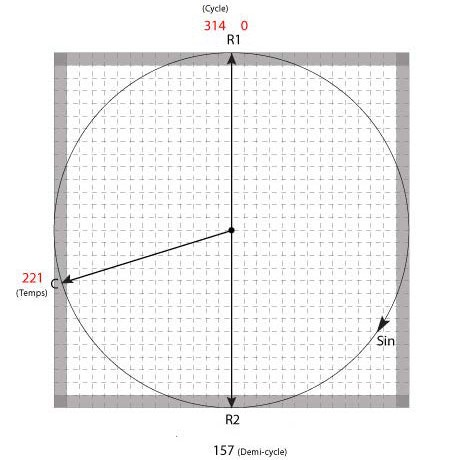 (Cycle)
314 0
R1
221
(Temps)
C
Sin
R2
157 (Demi-cycle)